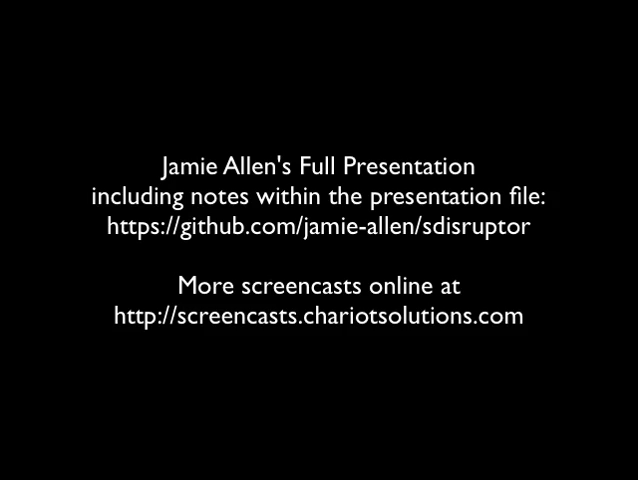 Jamie Allen's Full Presentation
including notes within the presentation file:
https://github.com/jamie-allen/sdisruptor
More screencasts online at
http://screencasts.chariotsolutions.com